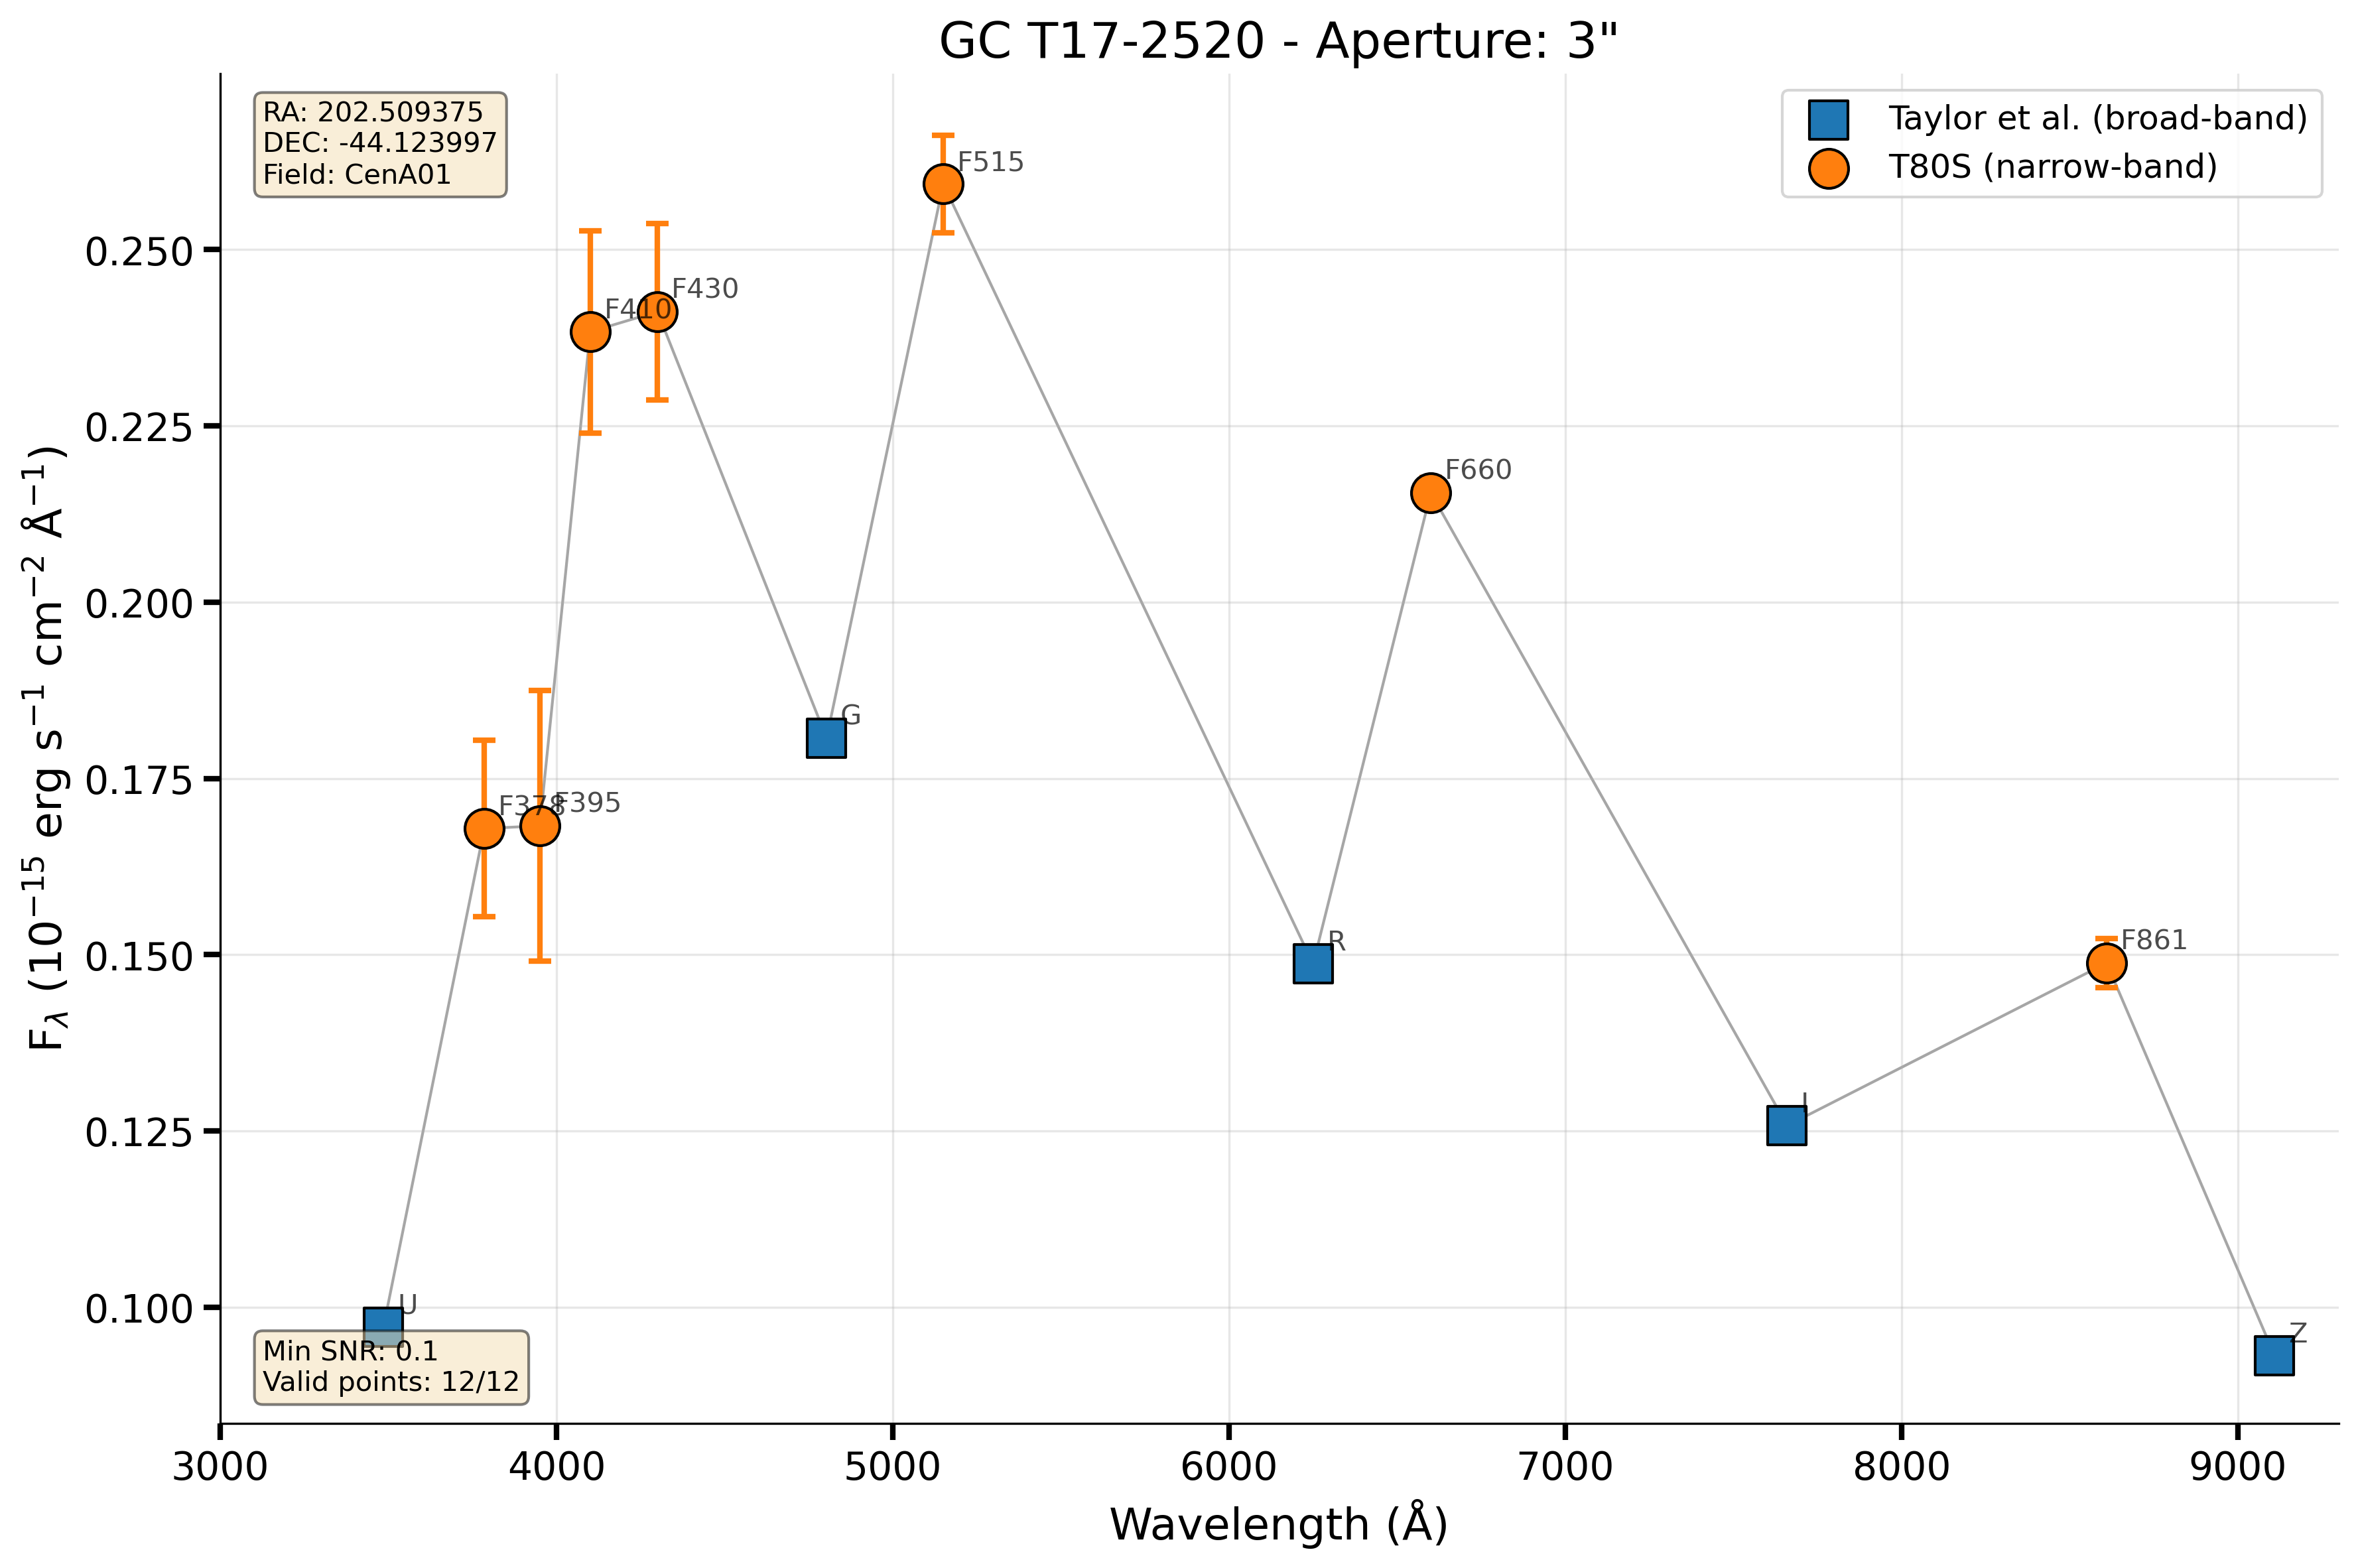 GC T17-2520 - Aperture: 3"
RA: 202.509375
DEC: -44.123997
Field: CenA01
Taylor et al. (broad-band)
T80S (narrow-band)
F515
F430
F410
F660
G
F378
F395
R
F861
I
U
Z
Min SNR: 0.1
Valid points: 12/12
0.250
0.225
0.200
0.175
0.150
0.125
0.100
Fλ (10⁻¹⁵ erg s⁻¹ cm⁻² Å⁻¹)
3000 4000 5000 6000 7000 8000 9000
Wavelength (Å)